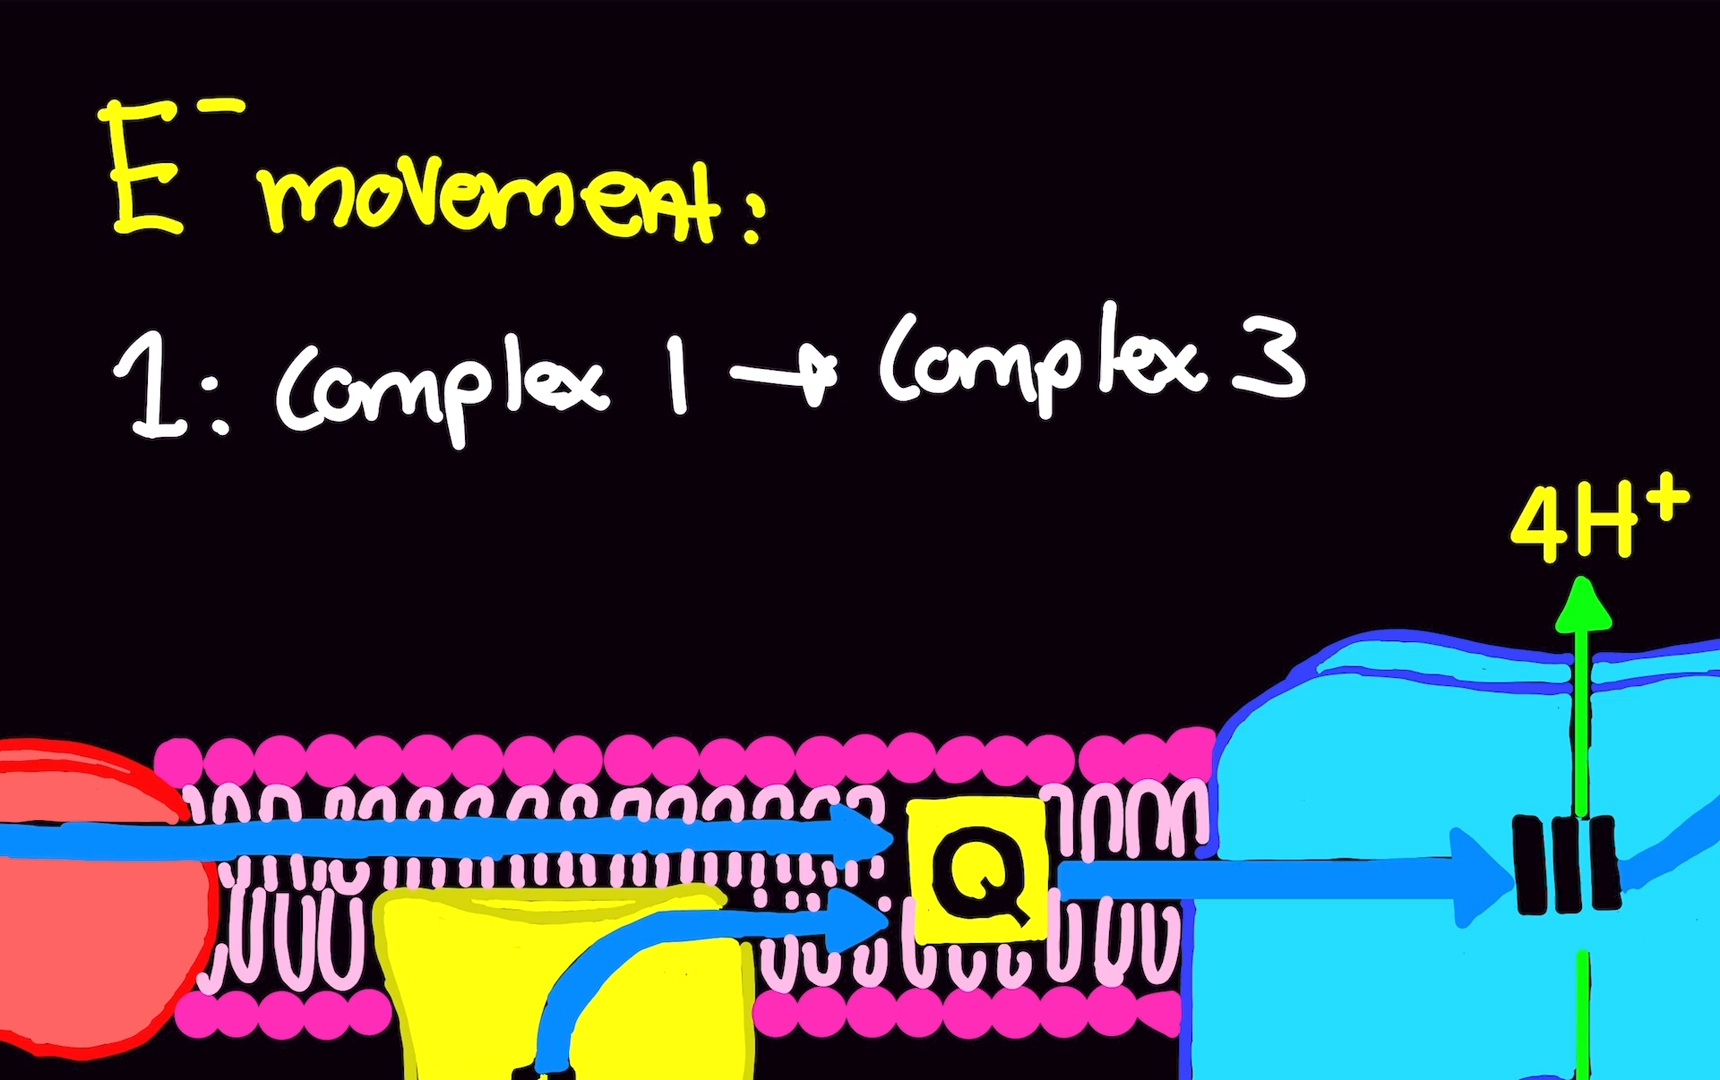 E⁻ movement:
1: Complex 1 → Complex 3
4H⁺
Q
III